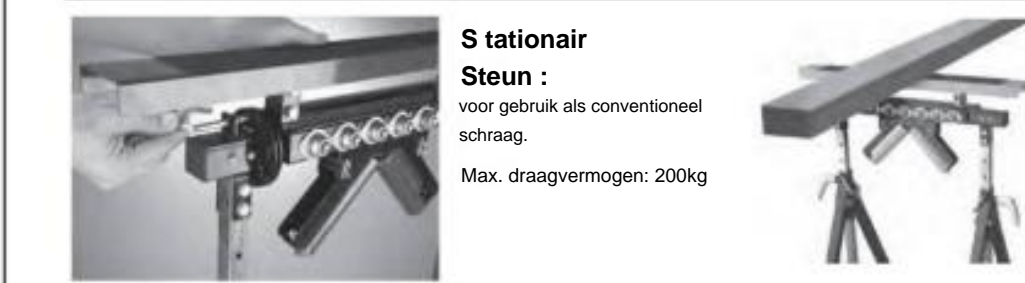 S tationair
Steun :
voor gebruik als conventioneel
schraag.
Max. draagvermogen: 200kg